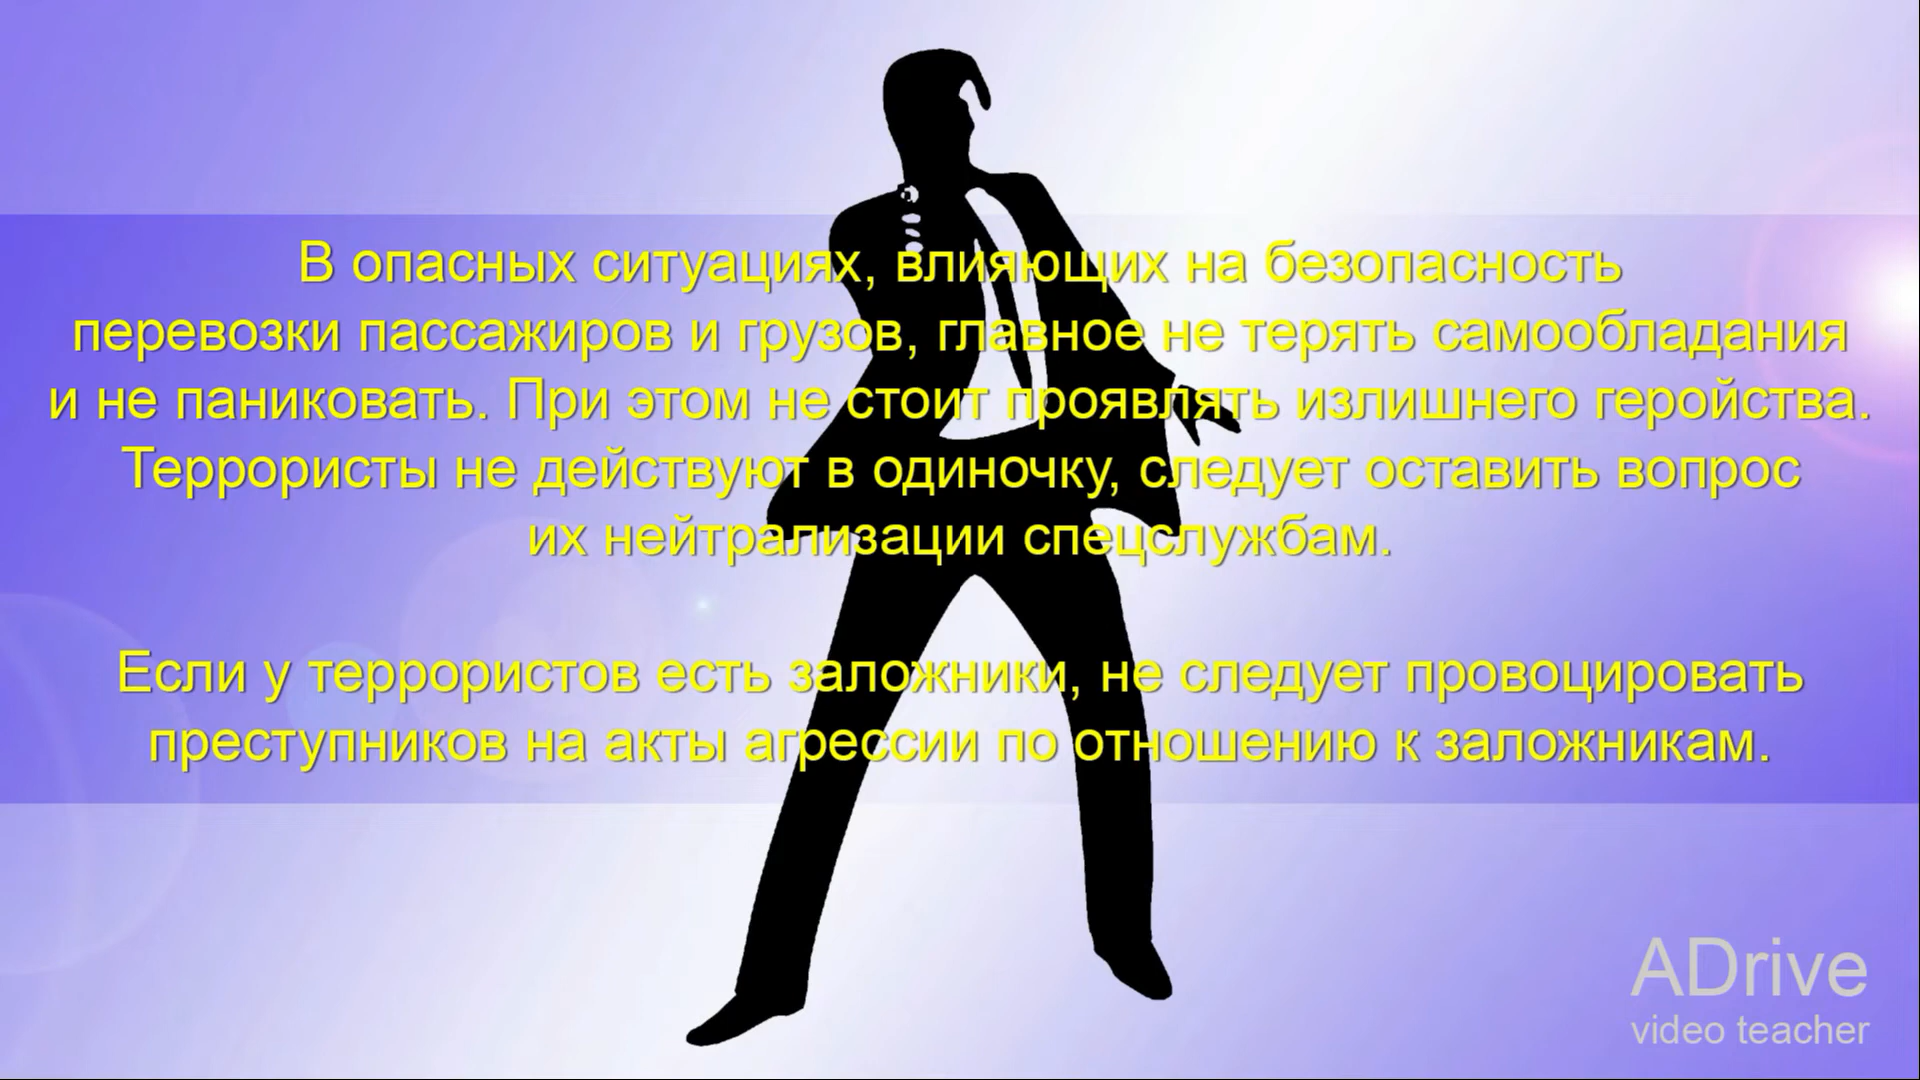 В опасных ситуациях, влияющих на безопасность
перевозки пассажиров и грузов, главное не терять самообладания
и не паниковать. При этом не стоит проявлять излишнего геройства.
Террористы не действуют в одиночку, следует оставить вопрос
их нейтрализации спецслужбам.
Если у террористов есть заложники, не следует провоцировать
преступников на акты агрессии по отношению к заложникам.
ADrive
video teacher